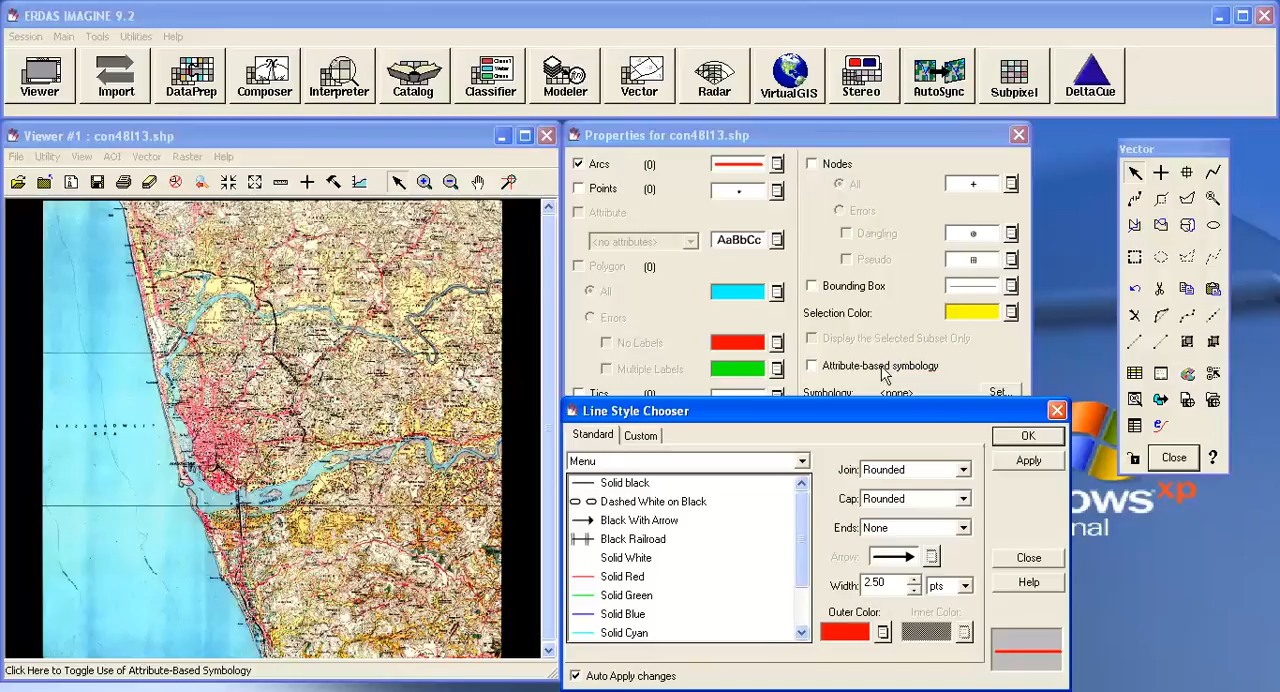 ERDAS IMAGINE 9.2
Session Main Tools Utilities Help
Viewer Import DataPrep Composer Interpreter Catalog Classifier Modeler Vector Radar VirtualGIS Stereo AutoSync Subpixel DeltaCue
Viewer #1 : con48l13.shp
File Utility View AOI Vector Raster Help
Click Here to Toggle Use of Attribute-Based Symbology
Properties for con48l13.shp
Arcs (0)
Points (0)
Attribute
<no attributes> AaBbCc
Polygon (0)
All
Errors
No Labels
Multiple Labels
Tics
Nodes
All
Errors
Dangling
Pseudo
Bounding Box
Selection Color:
Display the Selected Subset Only
Attribute-based symbology
Symbology: <none> Set...
Line Style Chooser
Standard Custom
Menu
Solid black
Dashed White on Black
Black With Arrow
Black Railroad
Solid White
Solid Red
Solid Green
Solid Blue
Solid Cyan
Join: Rounded
Cap: Rounded
Ends: None
Arrow:
Width: 2.50 pts
Outer Color: Inner Color:
OK
Apply
Close
Help
Auto Apply changes
Vector
Close ?